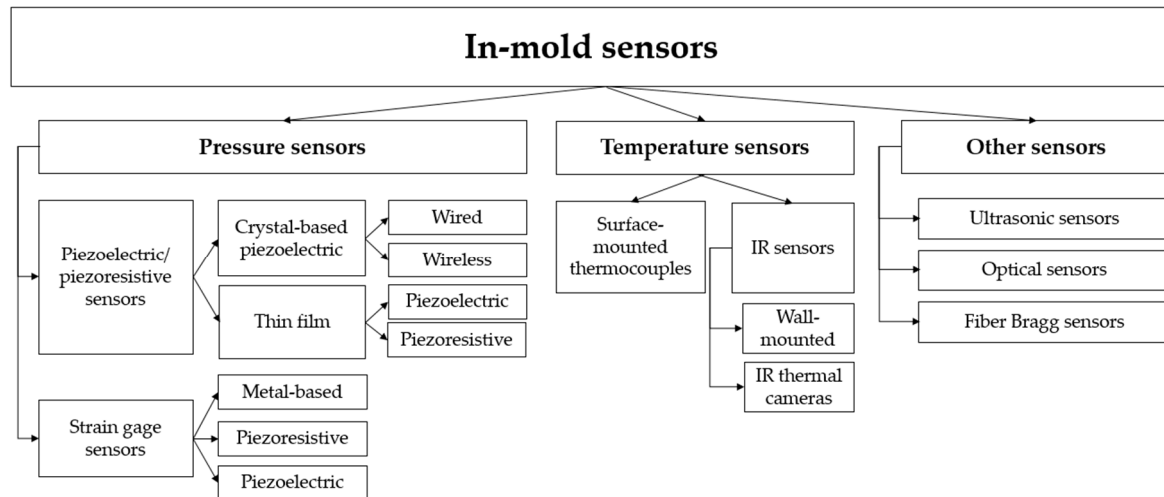 In-mold sensors
Pressure sensors
Temperature sensors
Other sensors
Piezoelectric/
piezoresistive
sensors
Crystal-based
piezoelectric
Wired
Wireless
Thin film
Piezoelectric
Piezoresistive
Strain gage
sensors
Metal-based
Piezoresistive
Piezoelectric
Surface-
mounted
thermocouples
IR sensors
Wall-
mounted
IR thermal
cameras
Ultrasonic sensors
Optical sensors
Fiber Bragg sensors